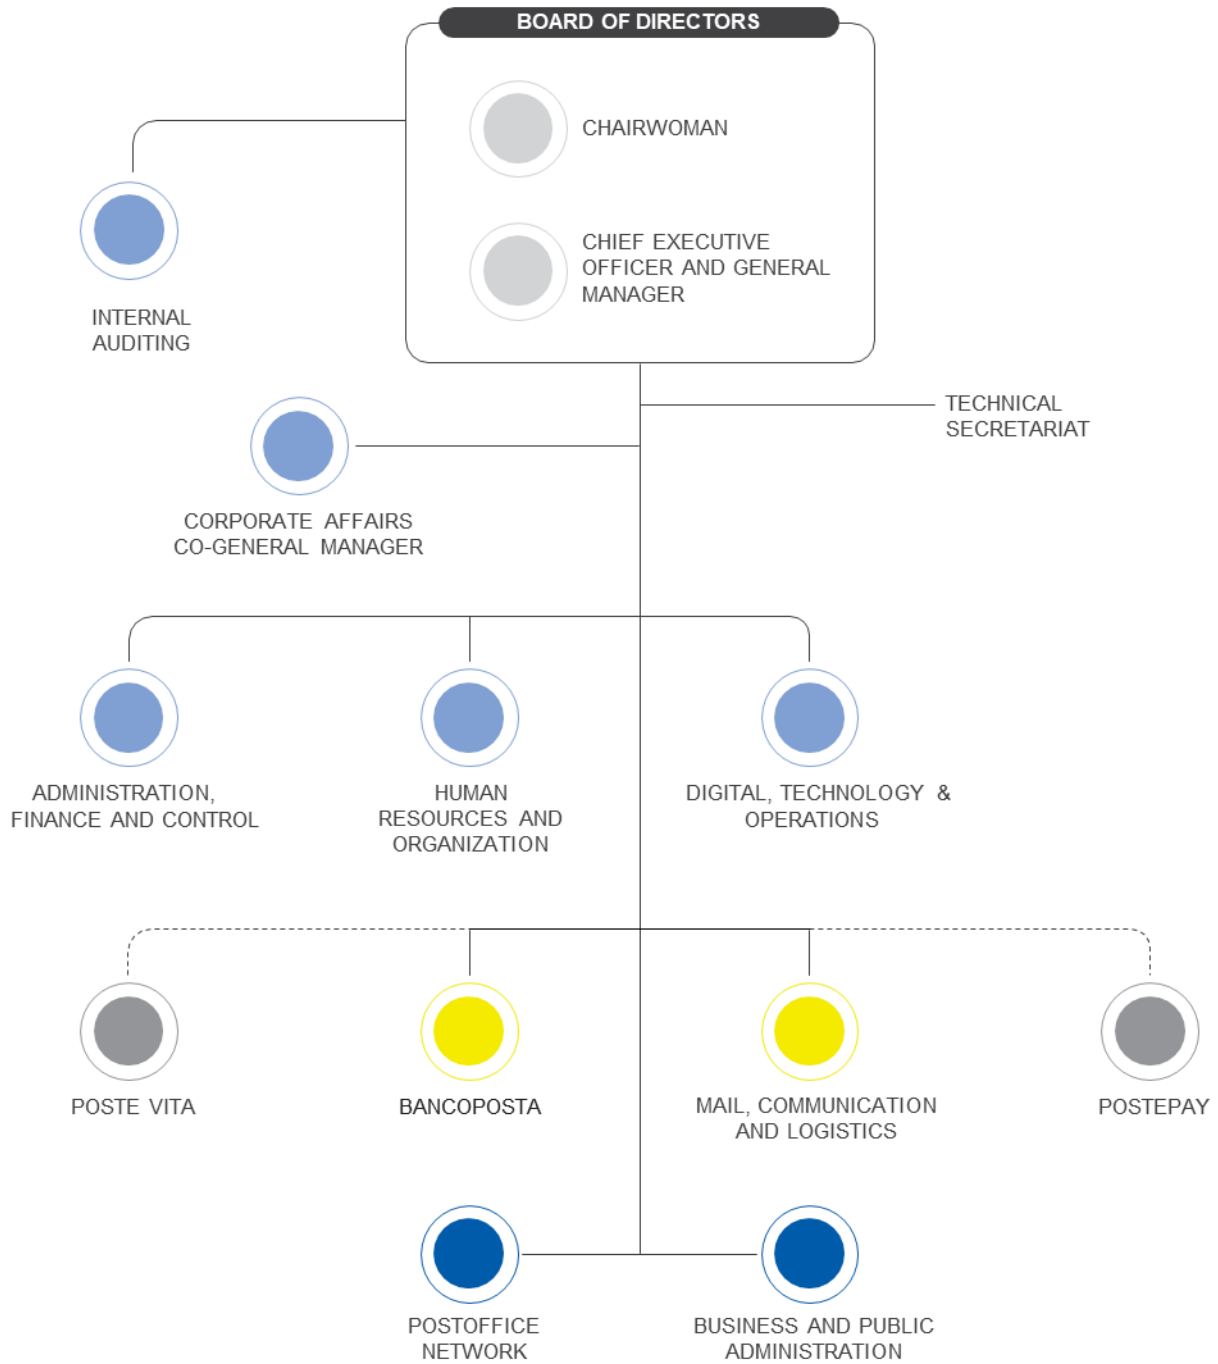 BOARD OF DIRECTORS
CHAIRWOMAN
CHIEF EXECUTIVE
OFFICER AND GENERAL
MANAGER
INTERNAL
AUDITING
TECHNICAL
SECRETARIAT
CORPORATE AFFAIRS
CO-GENERAL MANAGER
ADMINISTRATION,
FINANCE AND CONTROL
HUMAN
RESOURCES AND
ORGANIZATION
DIGITAL, TECHNOLOGY &
OPERATIONS
POSTE VITA
BANCOPOSTA
MAIL, COMMUNICATION
AND LOGISTICS
POSTEPAY
POSTOFFICE
NETWORK
BUSINESS AND PUBLIC
ADMINISTRATION